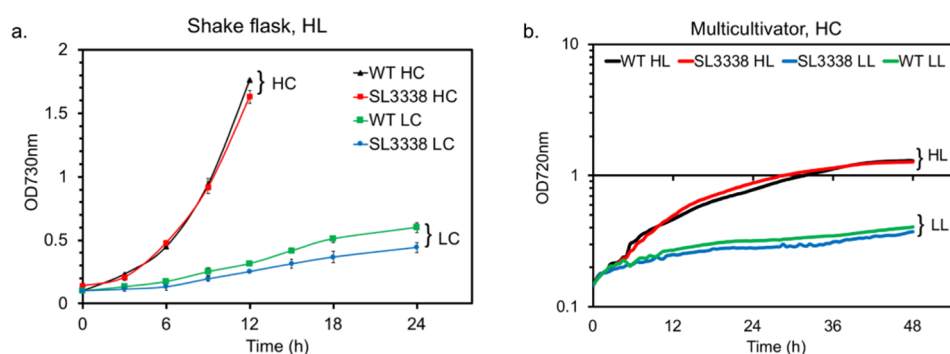 a.
Shake flask, HL
OD730nm
2
1.5
1
0.5
0
0 6 12 18 24
Time (h)
WT HC
SL3338 HC
WT LC
SL3338 LC
HC
LC
b.
Multicultivator, HC
OD720nm
10
1
0.1
WT HL SL3338 HL SL3338 LL WT LL
HL
LL
0 12 24 36 48
Time (h)